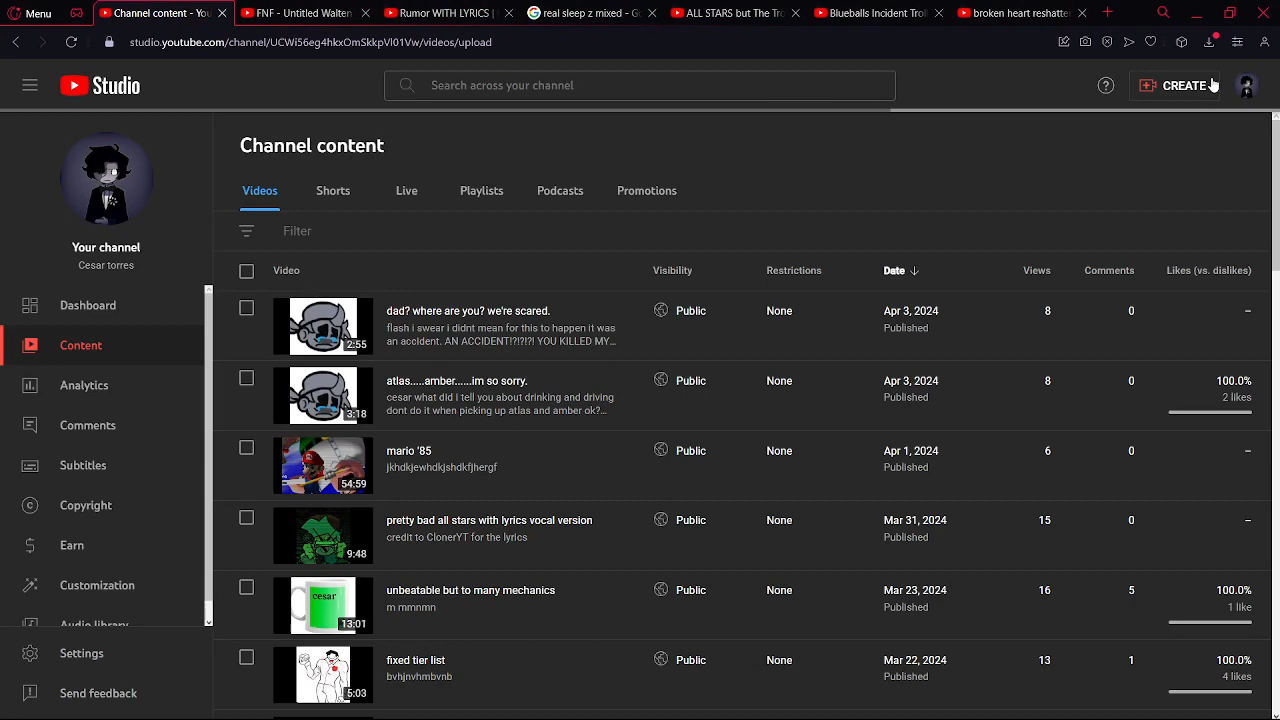 Menu
Channel content - You
FNF - Untitled Walten
Rumor WITH LYRICS |
real sleep z mixed - Go
ALL STARS but The Tro
Blueballs Incident Troll
broken heart reshatter
studio.youtube.com/channel/UCWi56eg4hkxOmSkkpVl01Vw/videos/upload
Studio
Search across your channel
CREATE
Your channel
Cesar torres
Dashboard
Content
Analytics
Comments
Subtitles
Copyright
Earn
Customization
Audio library
Settings
Send feedback
Channel content
Videos Shorts Live Playlists Podcasts Promotions
Filter
Video Visibility Restrictions Date Views Comments Likes (vs. dislikes)
dad? where are you? we're scared. Public None Apr 3, 2024 8 0 –
flash i swear i didnt mean for this to happen it was Published
an accident. AN ACCIDENT!?!?!? YOU KILLED MY...
2:55
atlas.....amber......im so sorry. Public None Apr 3, 2024 8 0 100.0%
cesar what did I tell you about drinking and driving Published 2 likes
dont do it when picking up atlas and amber ok?...
3:18
mario '85 Public None Apr 1, 2024 6 0 –
jkhdkjewhdkjshdkfjhergf Published
54:59
pretty bad all stars with lyrics vocal version Public None Mar 31, 2024 15 0 –
credit to ClonerYT for the lyrics Published
9:48
unbeatable but to many mechanics Public None Mar 23, 2024 16 5 100.0%
m mmnmn Published 1 like
cesar
13:01
fixed tier list Public None Mar 22, 2024 13 1 100.0%
bvhjnvhmbvnb Published 4 likes
5:03